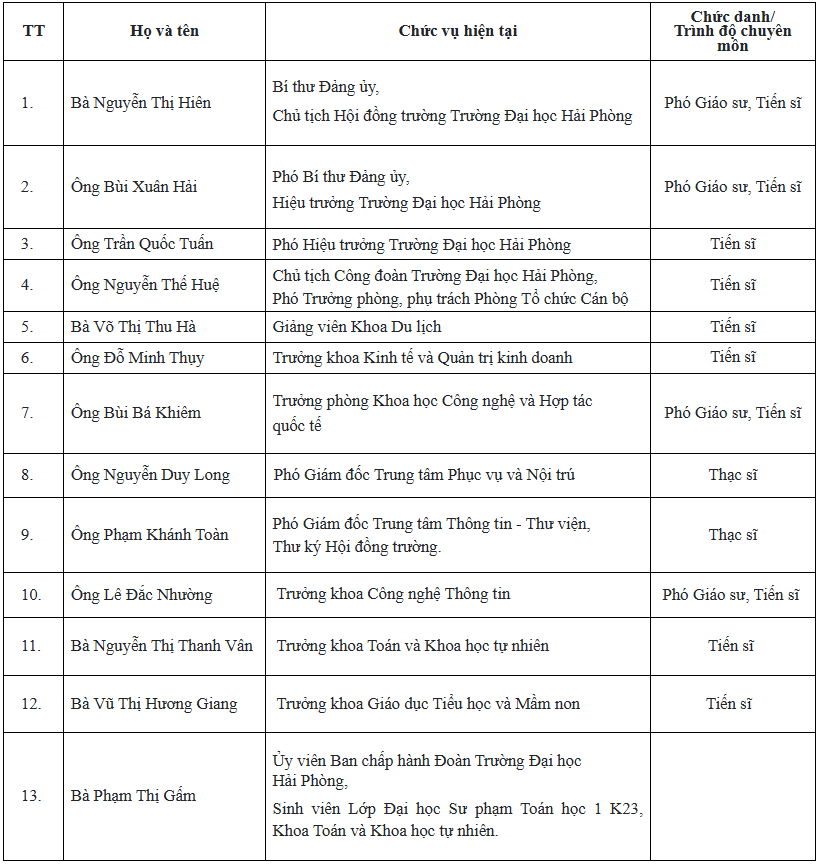 TT Họ và tên Chức vụ hiện tại Chức danh/
Trình độ chuyên
môn
1. Bà Nguyễn Thị Hiên Bí thư Đảng ủy,
Chủ tịch Hội đồng trường Trường Đại học Hải Phòng Phó Giáo sư, Tiến sĩ
2. Ông Bùi Xuân Hải Phó Bí thư Đảng ủy,
Hiệu trưởng Trường Đại học Hải Phòng Phó Giáo sư, Tiến sĩ
3. Ông Trần Quốc Tuấn Phó Hiệu trưởng Trường Đại học Hải Phòng Tiến sĩ
4. Ông Nguyễn Thế Huệ Chủ tịch Công đoàn Trường Đại học Hải Phòng,
Phó Trưởng phòng, phụ trách Phòng Tổ chức Cán bộ Tiến sĩ
5. Bà Võ Thị Thu Hà Giảng viên Khoa Du lịch Tiến sĩ
6. Ông Đỗ Minh Thụy Trưởng khoa Kinh tế và Quản trị kinh doanh Tiến sĩ
7. Ông Bùi Bá Khiêm Trưởng phòng Khoa học Công nghệ và Hợp tác
quốc tế Phó Giáo sư, Tiến sĩ
8. Ông Nguyễn Duy Long Phó Giám đốc Trung tâm Phục vụ và Nội trú Thạc sĩ
9. Ông Phạm Khánh Toàn Phó Giám đốc Trung tâm Thông tin - Thư viện,
Thư ký Hội đồng trường. Thạc sĩ
10. Ông Lê Đắc Nhường Trưởng khoa Công nghệ Thông tin Phó Giáo sư, Tiến sĩ
11. Bà Nguyễn Thị Thanh Vân Trưởng khoa Toán và Khoa học tự nhiên Tiến sĩ
12. Bà Vũ Thị Hương Giang Trưởng khoa Giáo dục Tiểu học và Mầm non Tiến sĩ
13. Bà Phạm Thị Gấm Ủy viên Ban chấp hành Đoàn Trường Đại học
Hải Phòng,
Sinh viên Lớp Đại học Sư phạm Toán học 1 K23,
Khoa Toán và Khoa học tự nhiên.